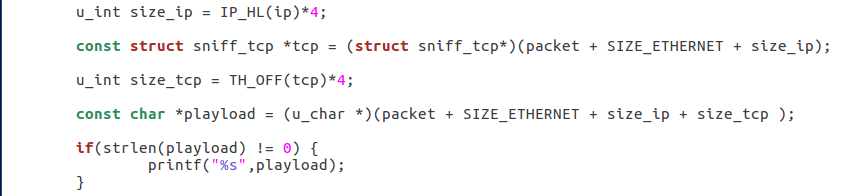 u_int size_ip = IP_HL(ip)*4;
const struct sniff_tcp *tcp = (struct sniff_tcp*)(packet + SIZE_ETHERNET + size_ip);
u_int size_tcp = TH_OFF(tcp)*4;
const char *playload = (u_char *)(packet + SIZE_ETHERNET + size_ip + size_tcp );
if(strlen(playload) != 0) {
printf("%s",playload);
}